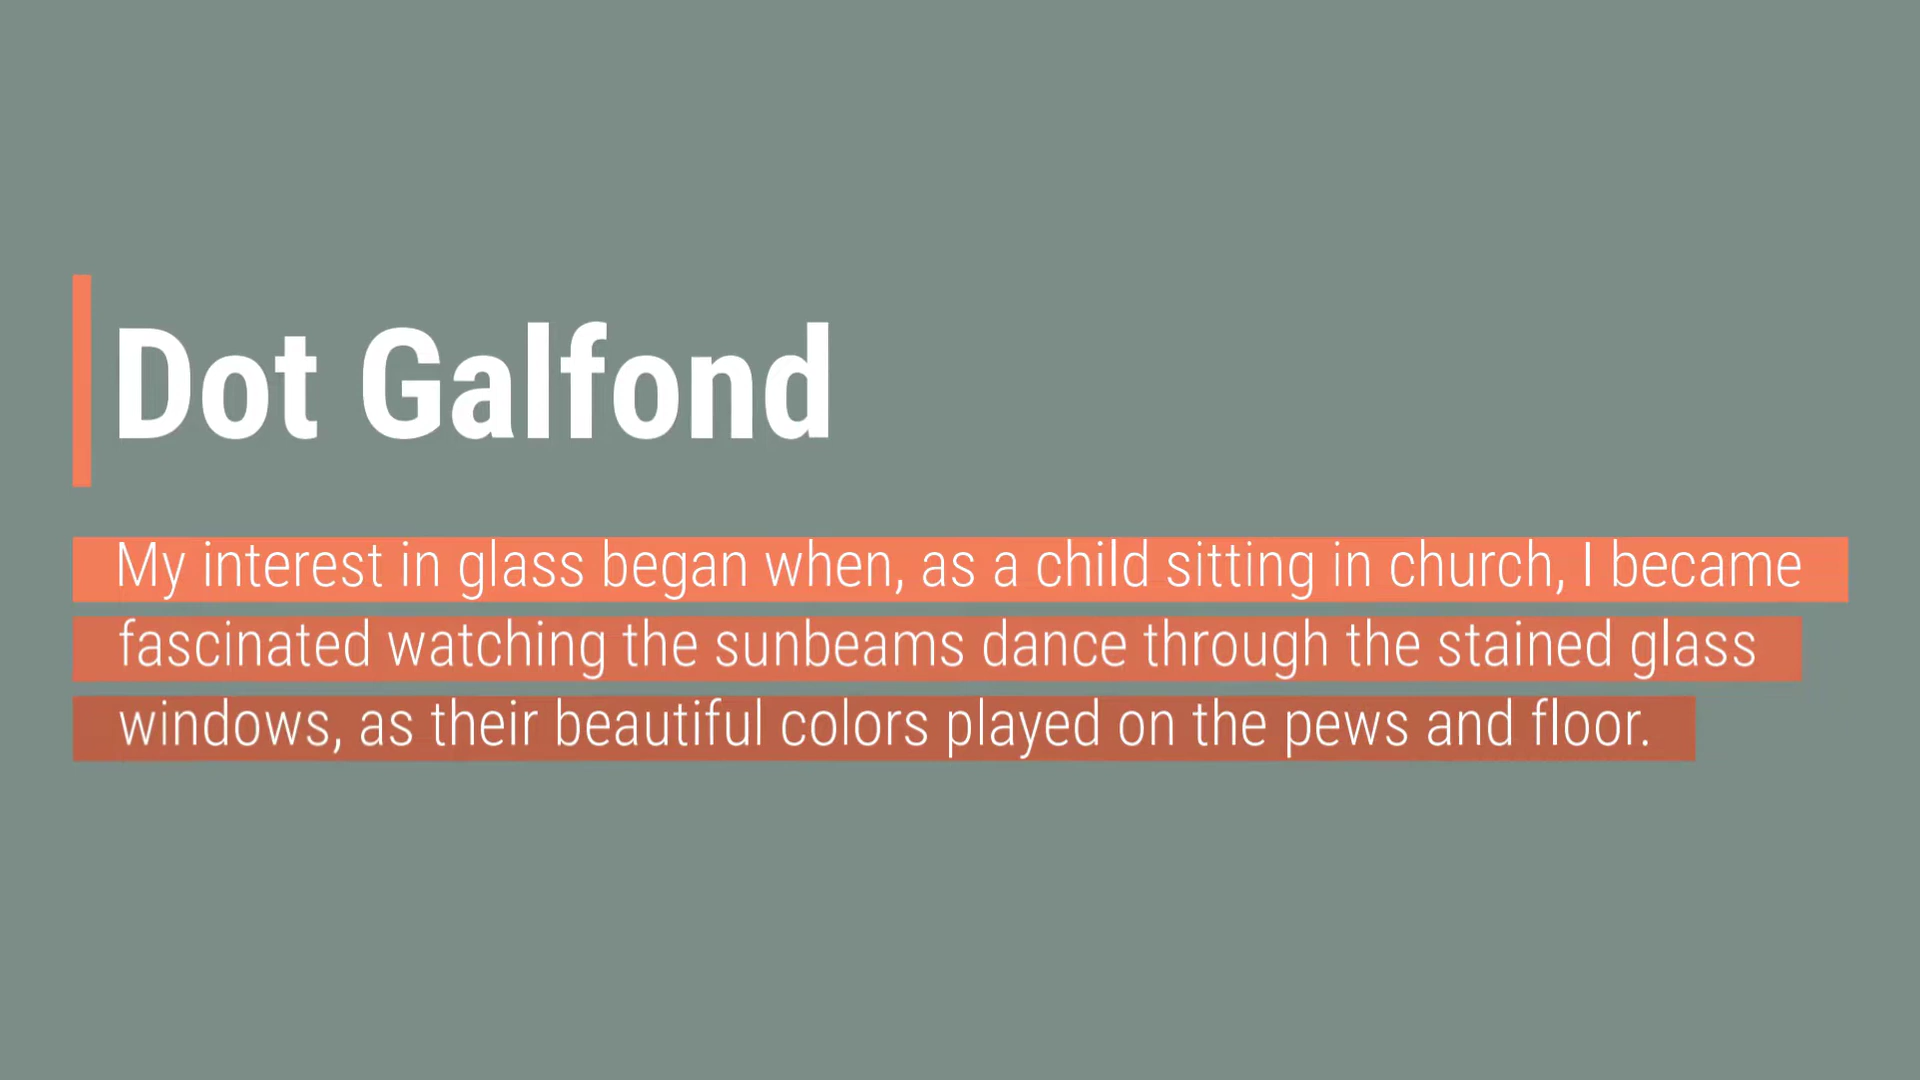 Dot Galfond
My interest in glass began when, as a child sitting in church, I became
fascinated watching the sunbeams dance through the stained glass
windows, as their beautiful colors played on the pews and floor.